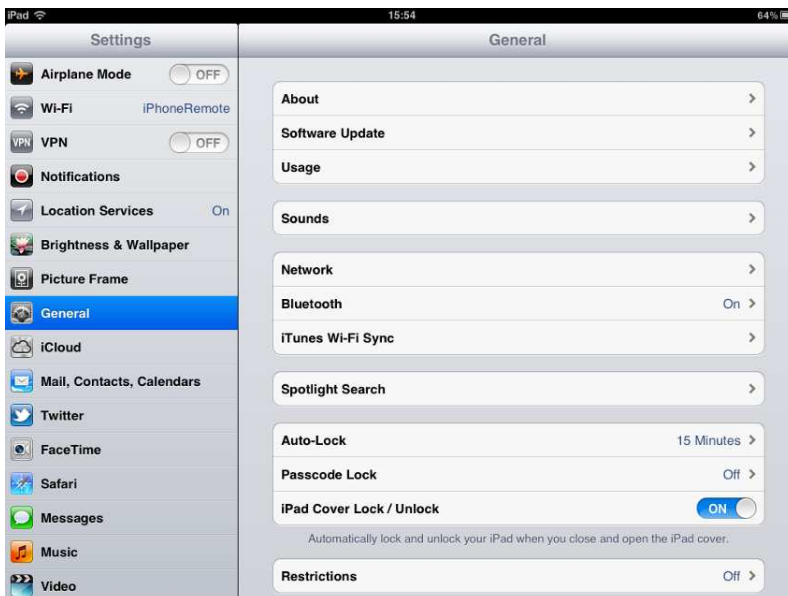 iPad 15:54 64%
Settings
Airplane Mode OFF
Wi-Fi iPhoneRemote
VPN VPN OFF
Notifications
Location Services On
Brightness & Wallpaper
Picture Frame
General
iCloud
Mail, Contacts, Calendars
Twitter
FaceTime
Safari
Messages
Music
Video
General
About
Software Update
Usage
Sounds
Network
Bluetooth On
iTunes Wi-Fi Sync
Spotlight Search
Auto-Lock 15 Minutes
Passcode Lock Off
iPad Cover Lock / Unlock ON
Automatically lock and unlock your iPad when you close and open the iPad cover.
Restrictions Off